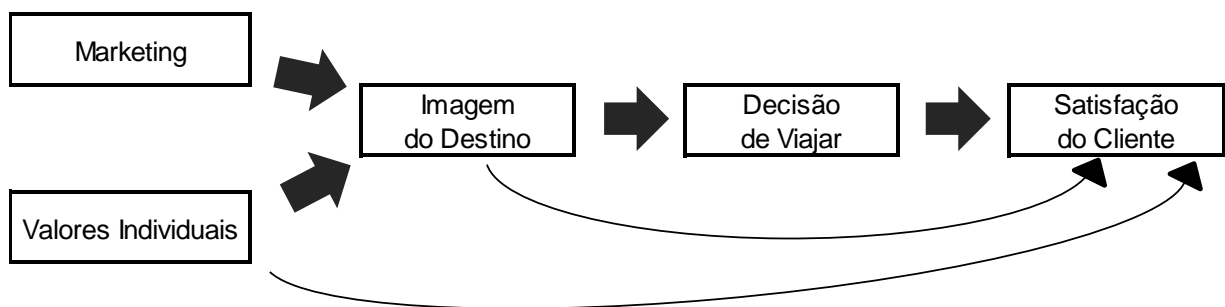 Marketing
Imagem
do Destino
Decisão
de Viajar
Satisfação
do Cliente
Valores Individuais